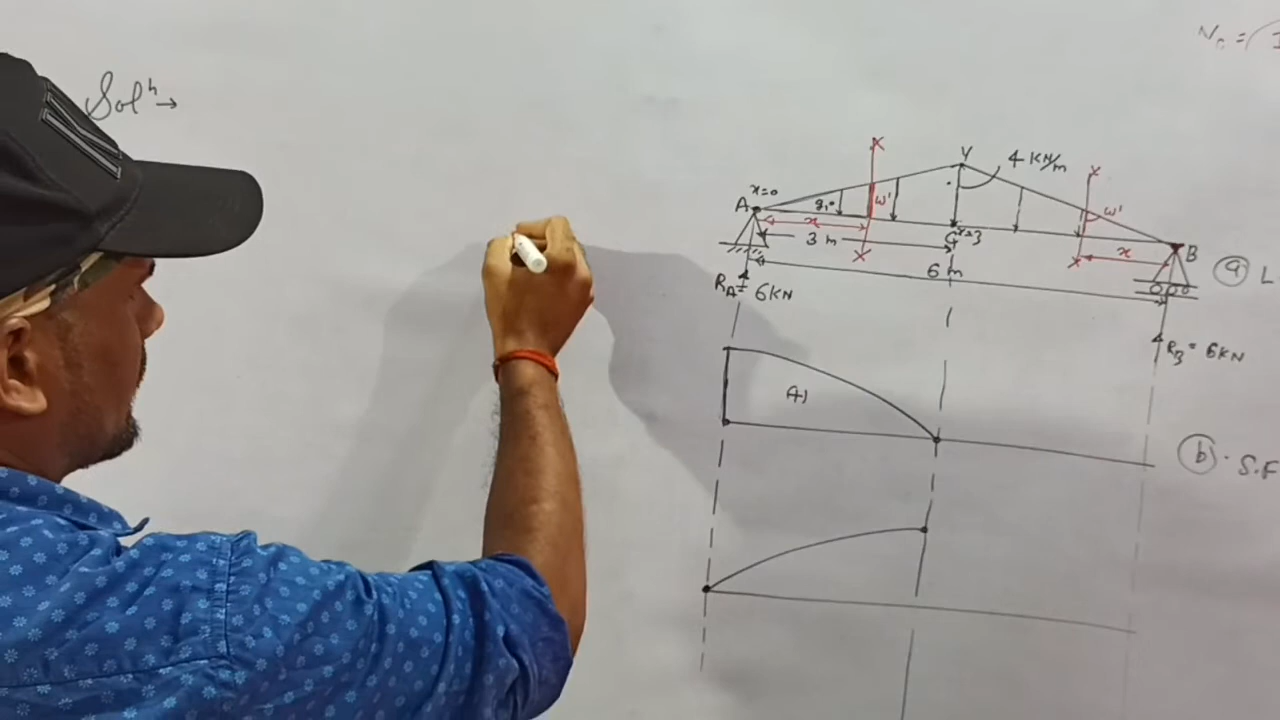 Solⁿ→
4 KN/m
x=0
x
x
A
w'
w'
x
3 m
x=3
x
x
x
B
6 m
(a) L
RA = 6KN
RB = 6KN
A1
(b). S.F